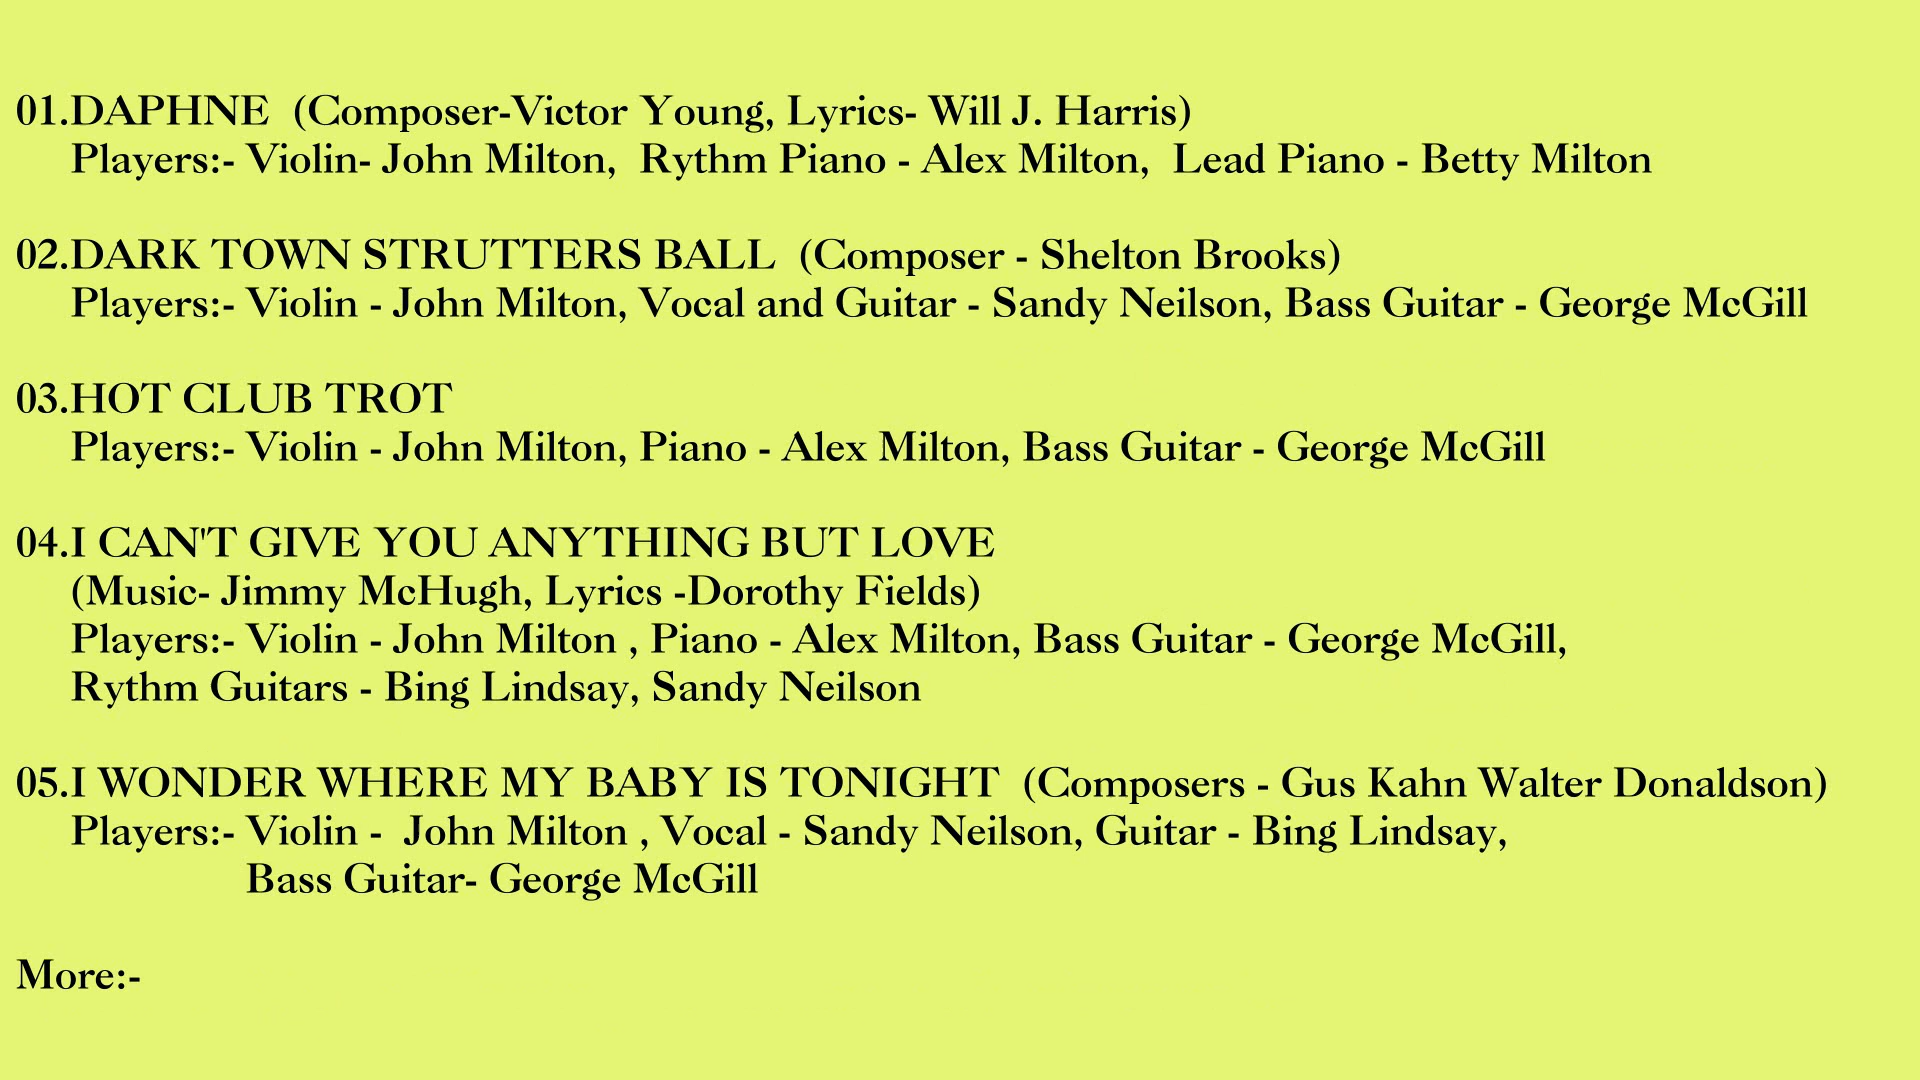 01.DAPHNE (Composer-Victor Young, Lyrics- Will J. Harris)
Players:- Violin- John Milton, Rythm Piano - Alex Milton, Lead Piano - Betty Milton
02.DARK TOWN STRUTTERS BALL (Composer - Shelton Brooks)
Players:- Violin - John Milton, Vocal and Guitar - Sandy Neilson, Bass Guitar - George McGill
03.HOT CLUB TROT
Players:- Violin - John Milton, Piano - Alex Milton, Bass Guitar - George McGill
04.I CAN'T GIVE YOU ANYTHING BUT LOVE
(Music- Jimmy McHugh, Lyrics -Dorothy Fields)
Players:- Violin - John Milton , Piano - Alex Milton, Bass Guitar - George McGill,
Rythm Guitars - Bing Lindsay, Sandy Neilson
05.I WONDER WHERE MY BABY IS TONIGHT (Composers - Gus Kahn Walter Donaldson)
Players:- Violin - John Milton , Vocal - Sandy Neilson, Guitar - Bing Lindsay,
Bass Guitar- George McGill
More:-